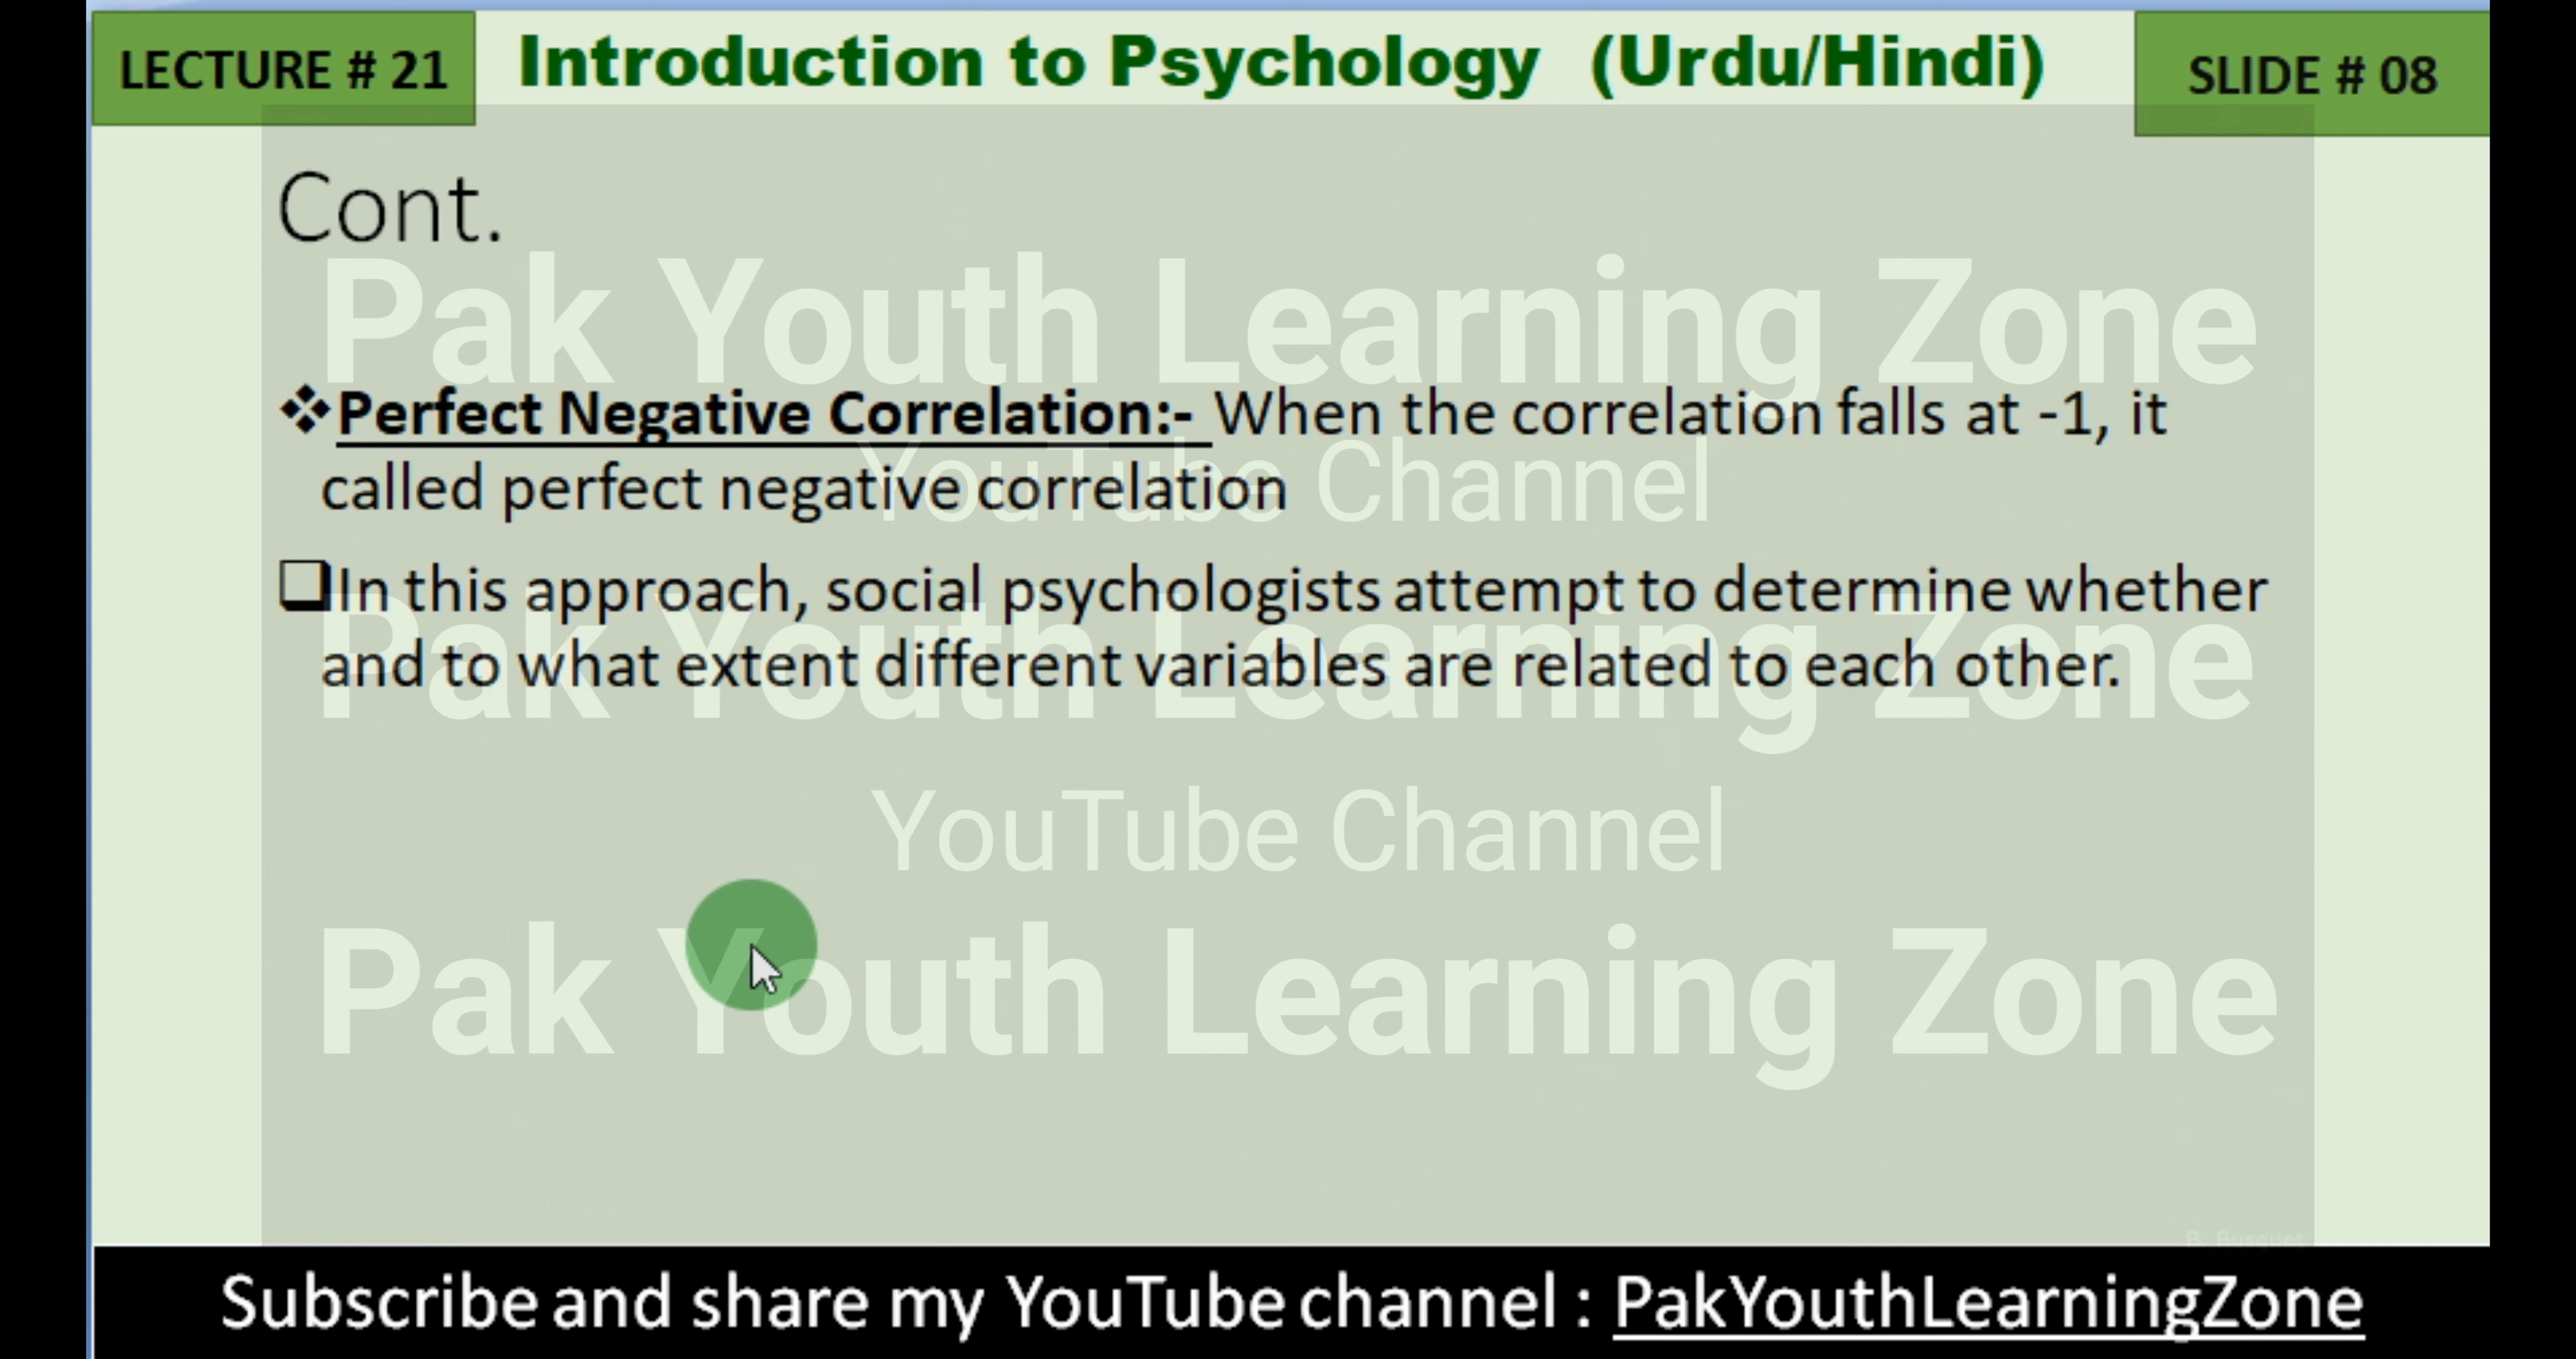 LECTURE # 21
Introduction to Psychology (Urdu/Hindi)
SLIDE # 08
Cont.
Pak Youth Learning Zone
❖Perfect Negative Correlation:- When the correlation falls at -1, it
called perfect negative correlation
YouTube Channel
❑In this approach, social psychologists attempt to determine whether
and to what extent different variables are related to each other.
Pak Youth Learning Zone
YouTube Channel
Pak Youth Learning Zone
Subscribe and share my YouTube channel : PakYouthLearningZone